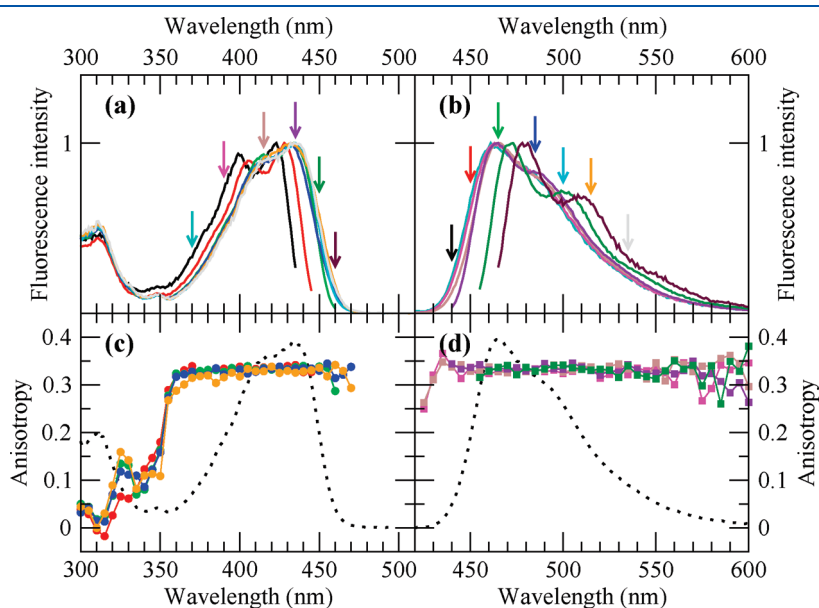 Wavelength (nm) Wavelength (nm)
300 350 400 450 500 450 500 550 600
(a) (b)
1 1
Fluorescence intensity Fluorescence intensity
0.4 (c) (d) 0.4
0.3 0.3
0.2 0.2
0.1 0.1
0 0
Anisotropy Anisotropy
300 350 400 450 500 450 500 550 600
Wavelength (nm) Wavelength (nm)